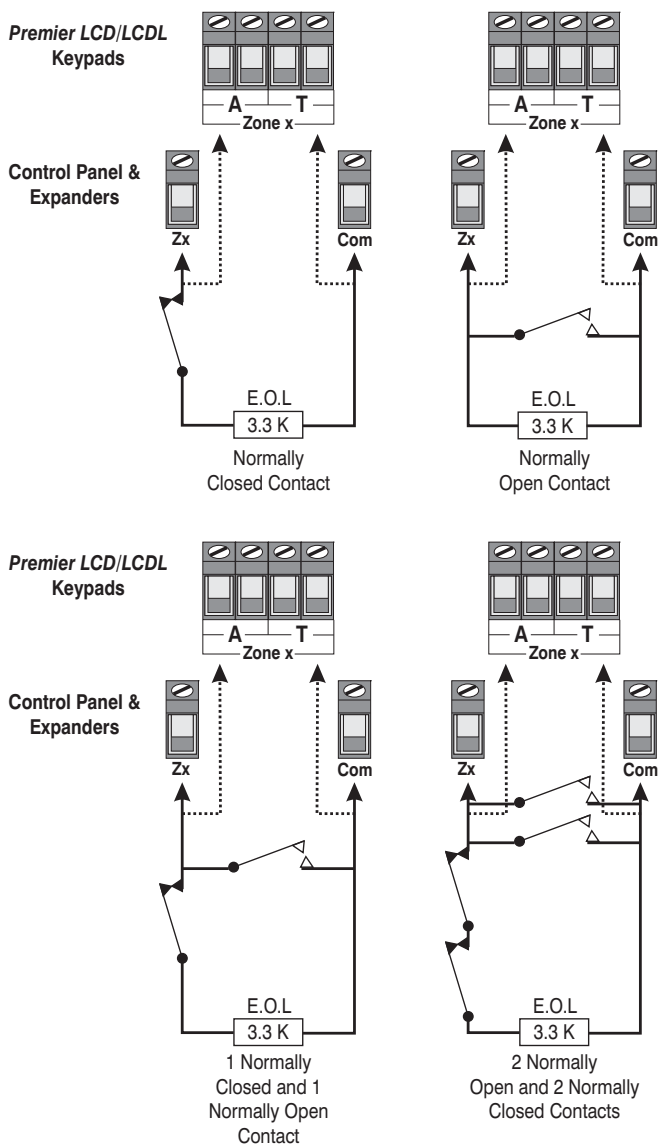 Premier LCD/LCDL
Keypads
A T
Zone x
A T
Zone x
Control Panel &
Expanders
Zx Com
Zx Com
E.O.L
3.3 K
Normally
Closed Contact
E.O.L
3.3 K
Normally
Open Contact
Premier LCD/LCDL
Keypads
A T
Zone x
A T
Zone x
Control Panel &
Expanders
Zx Com
Zx Com
E.O.L
3.3 K
1 Normally
Closed and 1
Normally Open
Contact
E.O.L
3.3 K
2 Normally
Open and 2 Normally
Closed Contacts